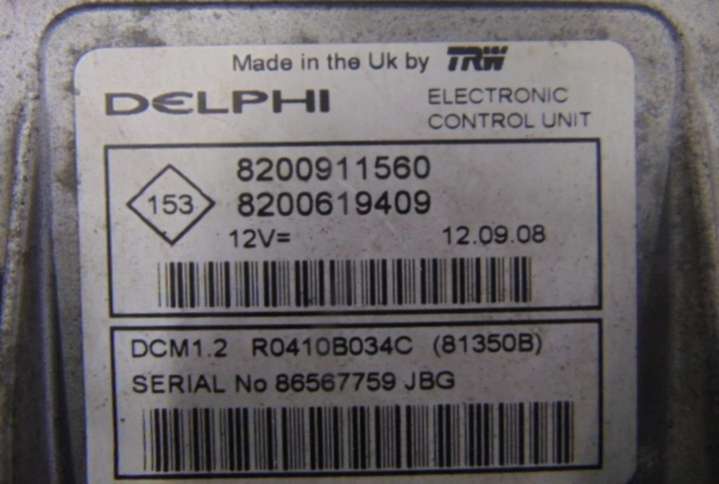 Made in the Uk by TRW
DELPHI
ELECTRONIC
CONTROL UNIT
8200911560
153
8200619409
12V= 12.09.08
DCM1.2 R0410B034C (81350B)
SERIAL No 86567759 JBG